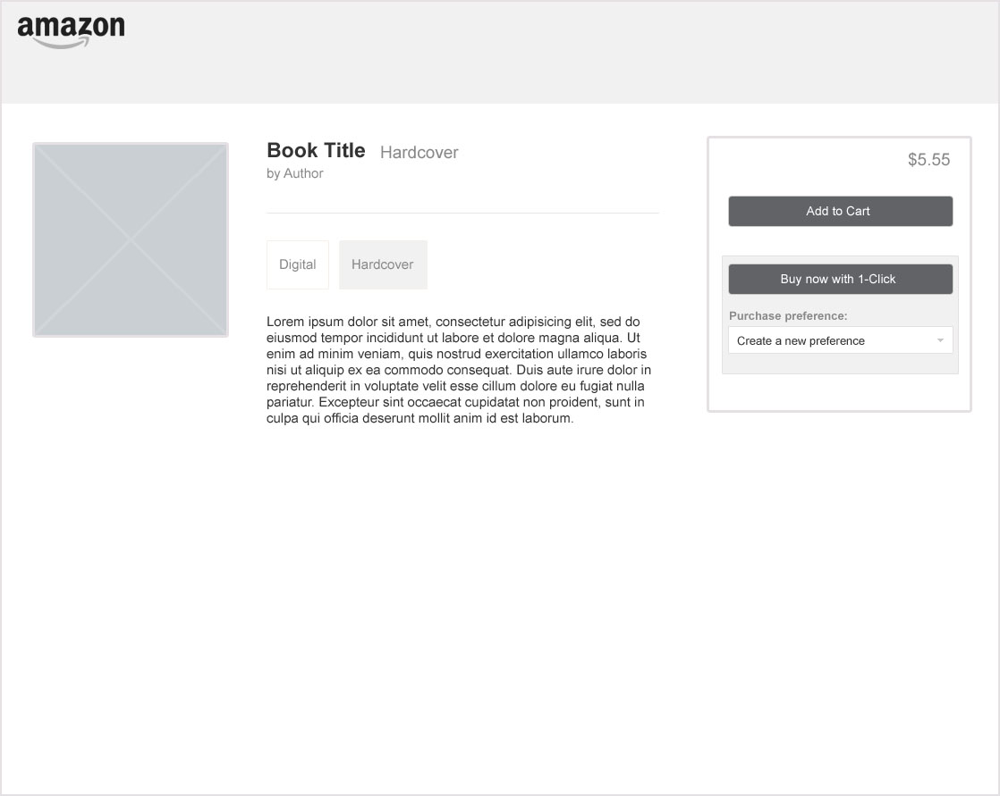 amazon
Book Title Hardcover
by Author
Digital
Hardcover
Lorem ipsum dolor sit amet, consectetur adipisicing elit, sed do
eiusmod tempor incididunt ut labore et dolore magna aliqua. Ut
enim ad minim veniam, quis nostrud exercitation ullamco laboris
nisi ut aliquip ex ea commodo consequat. Duis aute irure dolor in
reprehenderit in voluptate velit esse cillum dolore eu fugiat nulla
pariatur. Excepteur sint occaecat cupidatat non proident, sunt in
culpa qui officia deserunt mollit anim id est laborum.
$5.55
Add to Cart
Buy now with 1-Click
Purchase preference:
Create a new preference